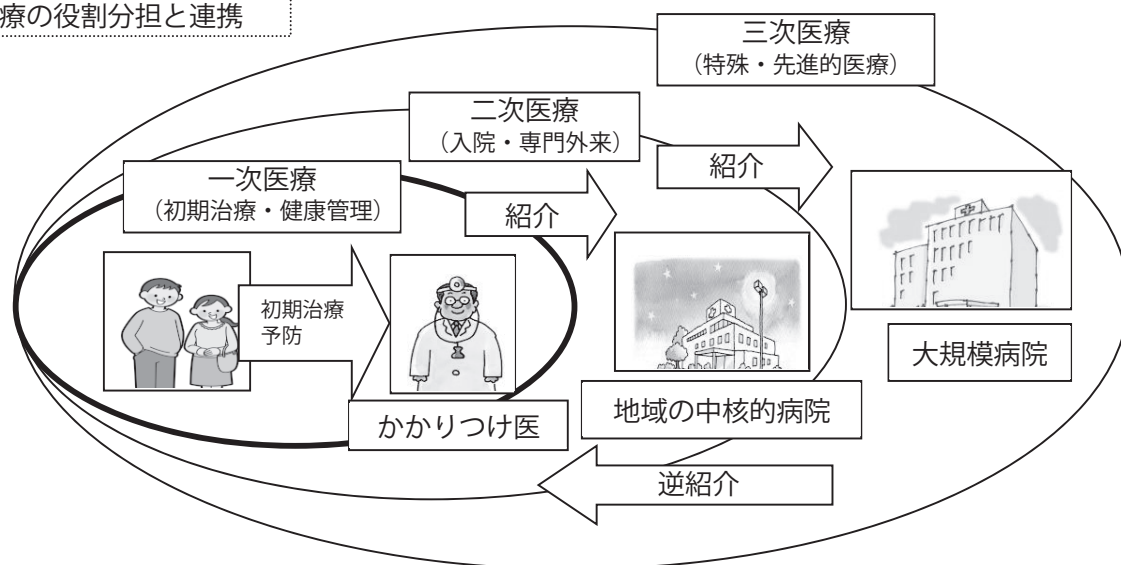 療の役割分担と連携
三次医療
（特殊・先進的医療）
二次医療
（入院・専門外来）
紹介
一次医療
（初期治療・健康管理）
紹介
初期治療
予防
大規模病院
地域の中核的病院
かかりつけ医
逆紹介